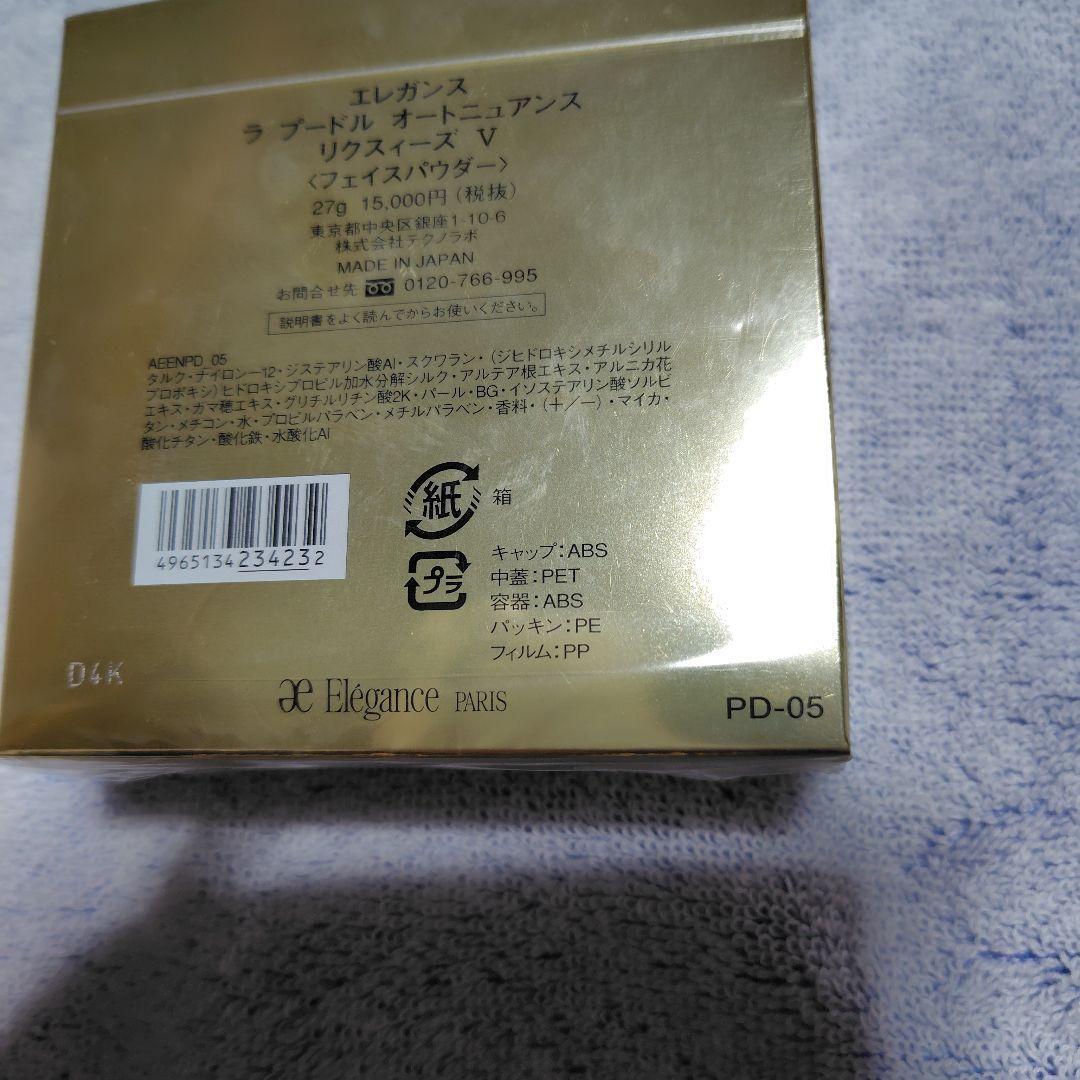 エレガンス
ラ プードル オートニュアンス
リクスィーズ V
〈フェイスパウダー〉
27g 15,000円(税抜)
東京都中央区銀座1-10-6
株式会社テクノラボ
MADE IN JAPAN
お問合せ先 0120-766-995
説明書をよく読んでからお使いください。
AEENPD 05
タルク・ナイロン-12・ジステアリン酸Al・スクワラン・(ジヒドロキシメチルシリル
プロポキシ)ヒドロキシプロピル加水分解シルク・アルテア根エキス・アルニカ花
エキス・ガマ穂エキス・グリチルリチン酸2K・パール・BG・イソステアリン酸ソルビ
タン・メチコン・水・プロピルパラベン・メチルパラベン・香料・(+/-)・マイカ・
酸化チタン・酸化鉄・水酸化Al
4965134234232
紙 箱
プラ
キャップ:ABS
中蓋:PET
容器:ABS
パッキン:PE
フィルム:PP
D4K
æ Elégance PARIS
PD-05